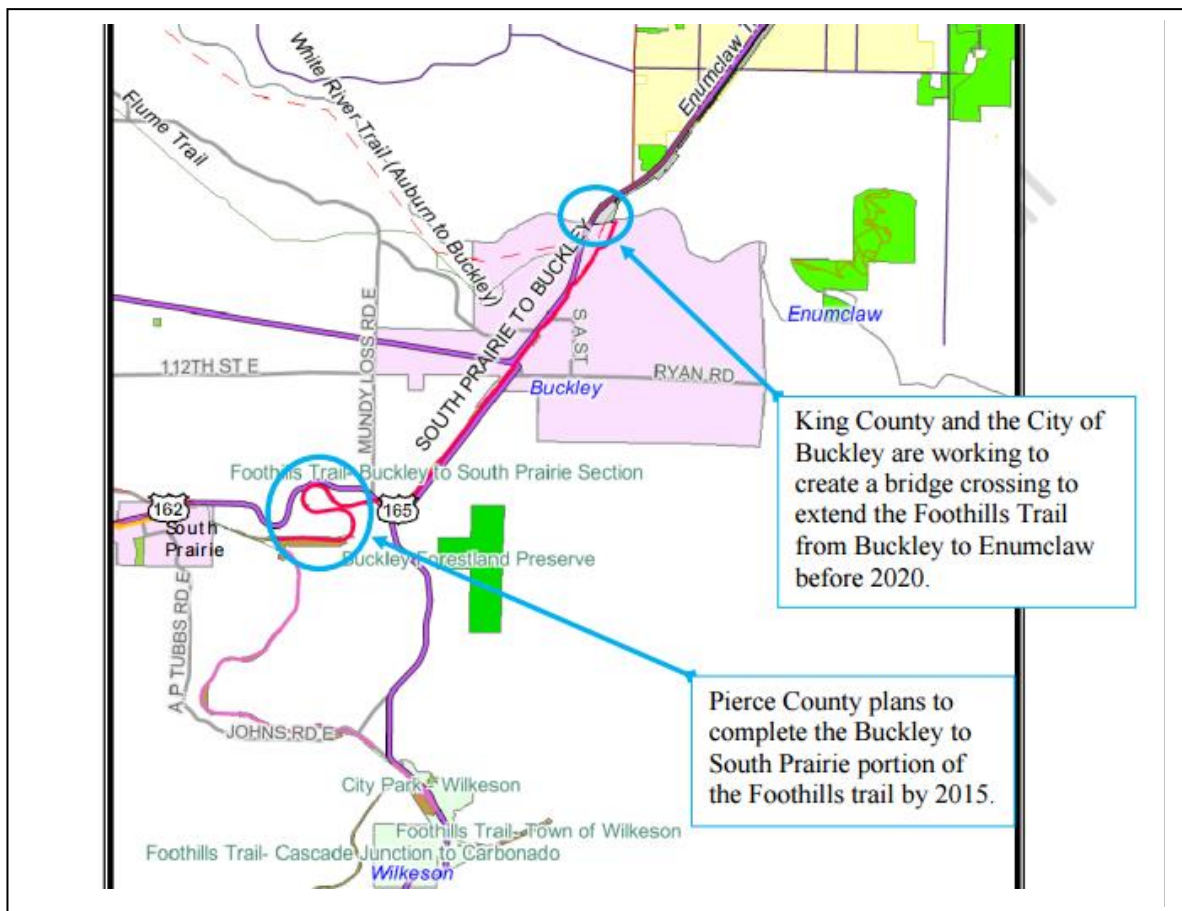 White River Trail (Auburn to Buckley)
Enumclaw T
Flume Trail
SOUTH PRAIRIE TO BUCKLEY
MUNDY LOSS RD E
S A ST
Enumclaw
112TH ST E
RYAN RD
Buckley
King County and the City of
Buckley are working to
create a bridge crossing to
extend the Foothills Trail
from Buckley to Enumclaw
before 2020.
Foothills Trail- Buckley to South Prairie Section
162
165
South
Prairie
Buckley Forestland Preserve
A P TUBBS RD E
Pierce County plans to
complete the Buckley to
South Prairie portion of
the Foothills trail by 2015.
JOHNS RD E
City Park - Wilkeson
Foothills Trail- Town of Wilkeson
Foothills Trail- Cascade Junction to Carbonado
Wilkeson